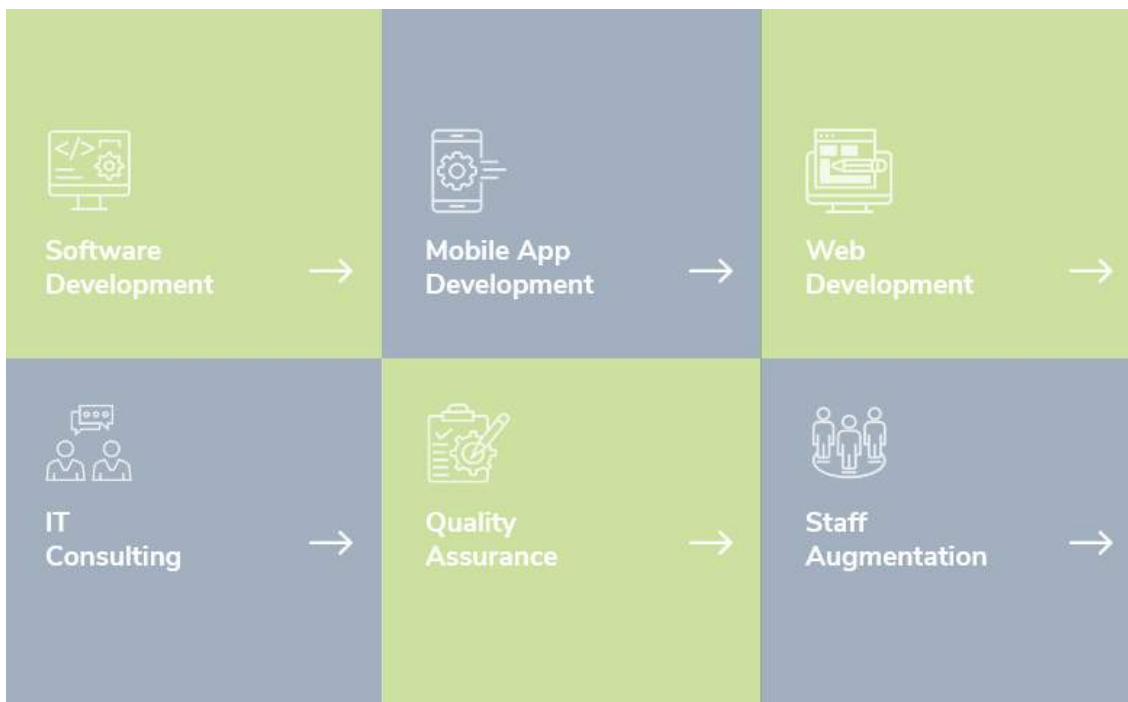 Software
Development
Mobile App
Development
Web
Development
IT
Consulting
Quality
Assurance
Staff
Augmentation